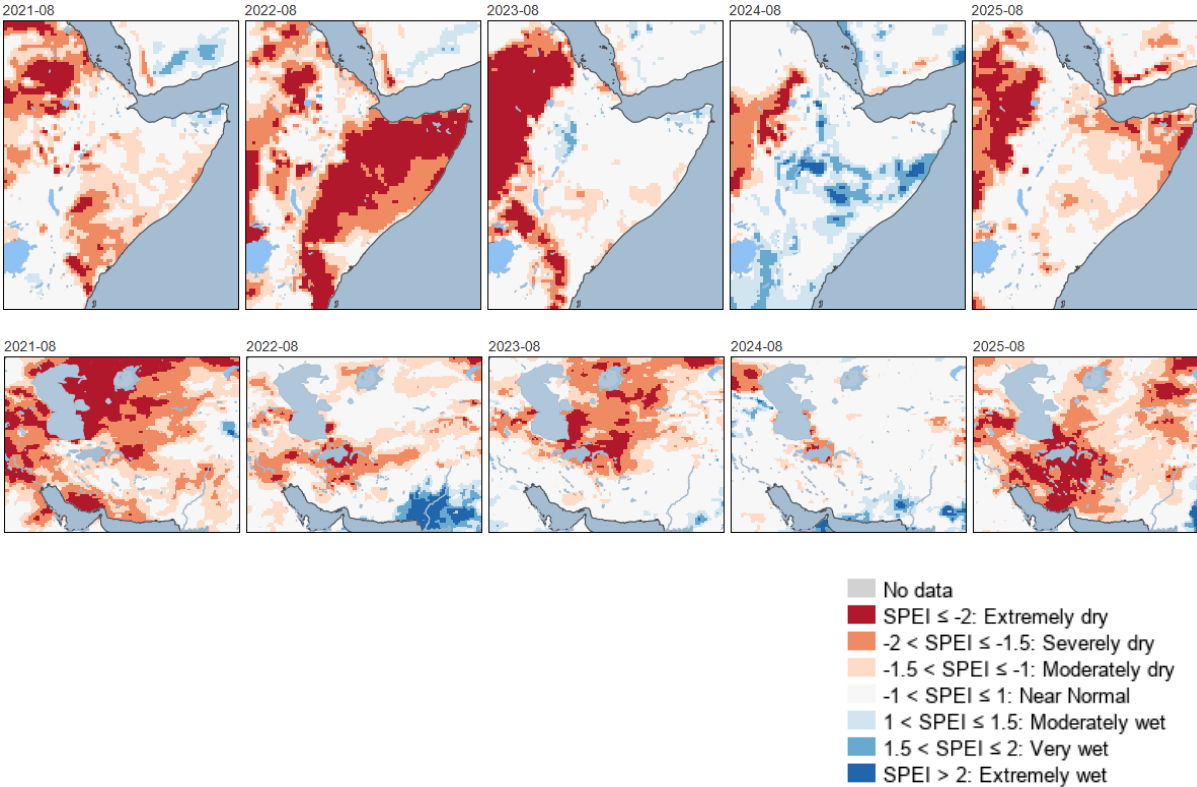 2021-08
2022-08
2023-08
2024-08
2025-08
2021-08
2022-08
2023-08
2024-08
2025-08
No data
SPEI ≤ -2: Extremely dry
-2 < SPEI ≤ -1.5: Severely dry
-1.5 < SPEI ≤ -1: Moderately dry
-1 < SPEI ≤ 1: Near Normal
1 < SPEI ≤ 1.5: Moderately wet
1.5 < SPEI ≤ 2: Very wet
SPEI > 2: Extremely wet